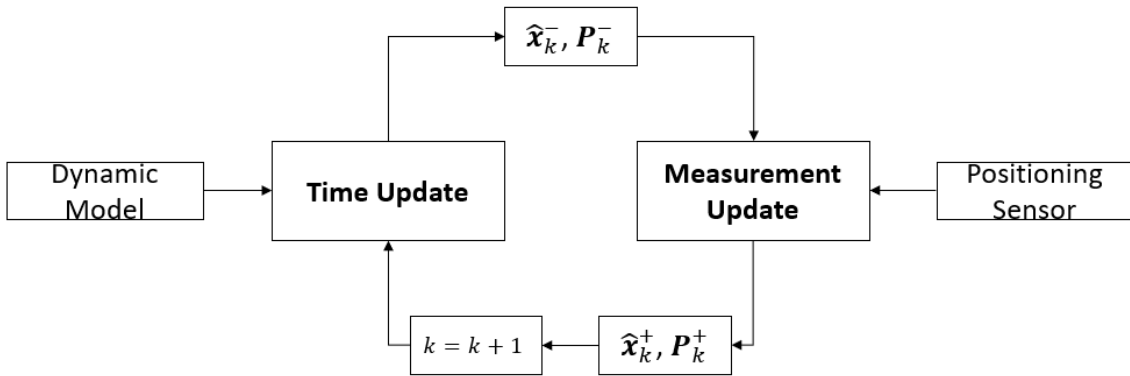 x̂ₖ⁻, Pₖ⁻
Dynamic
Model
Time Update
Measurement
Update
Positioning
Sensor
k = k + 1
x̂ₖ⁺, Pₖ⁺